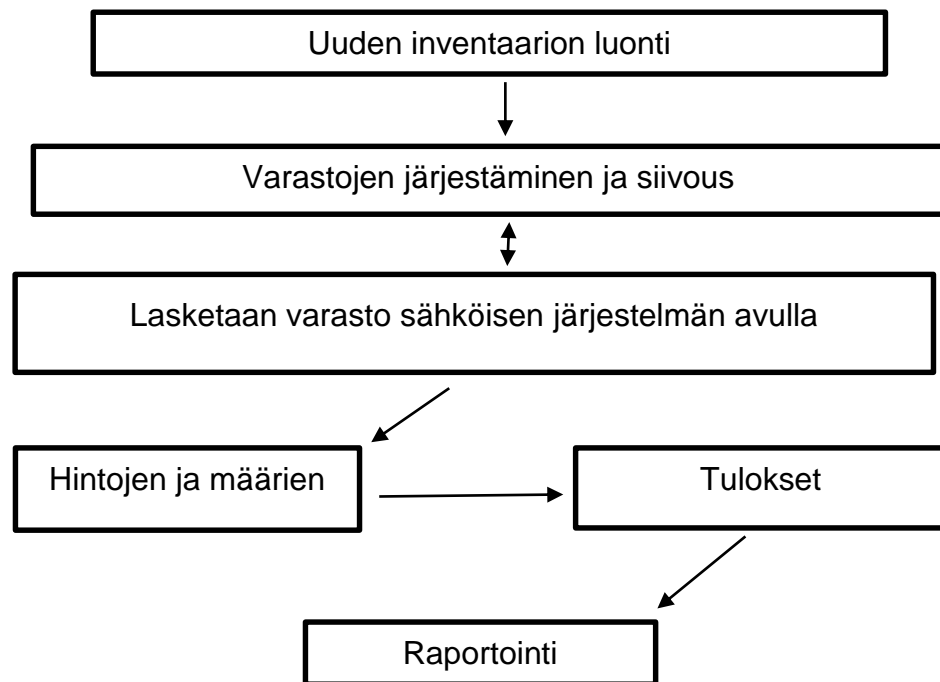 Uuden inventaarion luonti
Varastojen järjestäminen ja siivous
Lasketaan varasto sähköisen järjestelmän avulla
Hintojen ja määrien
Tulokset
Raportointi